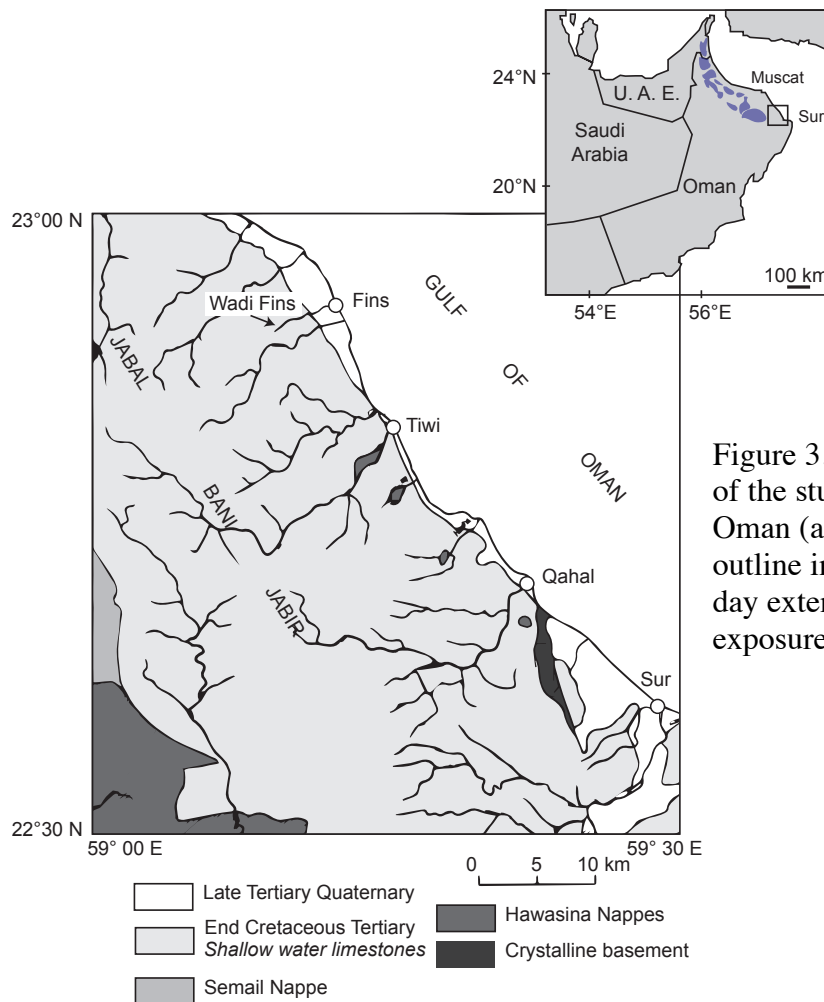 24°N
20°N
U. A. E.
Muscat
Sur
Saudi
Arabia
Oman
100 km
54°E
56°E
23°00 N
Wadi Fins
Fins
GULF
OF
OMAN
JABAL
Tiwi
BANI
JABIR
Qahal
Sur
22°30 N
59° 00 E
59° 30 E
0 5 10 km
Late Tertiary Quaternary
End Cretaceous Tertiary
Shallow water limestones
Semail Nappe
Hawasina Nappes
Crystalline basement
Figure 3
of the stu
Oman (a
outline in
day exter
exposure